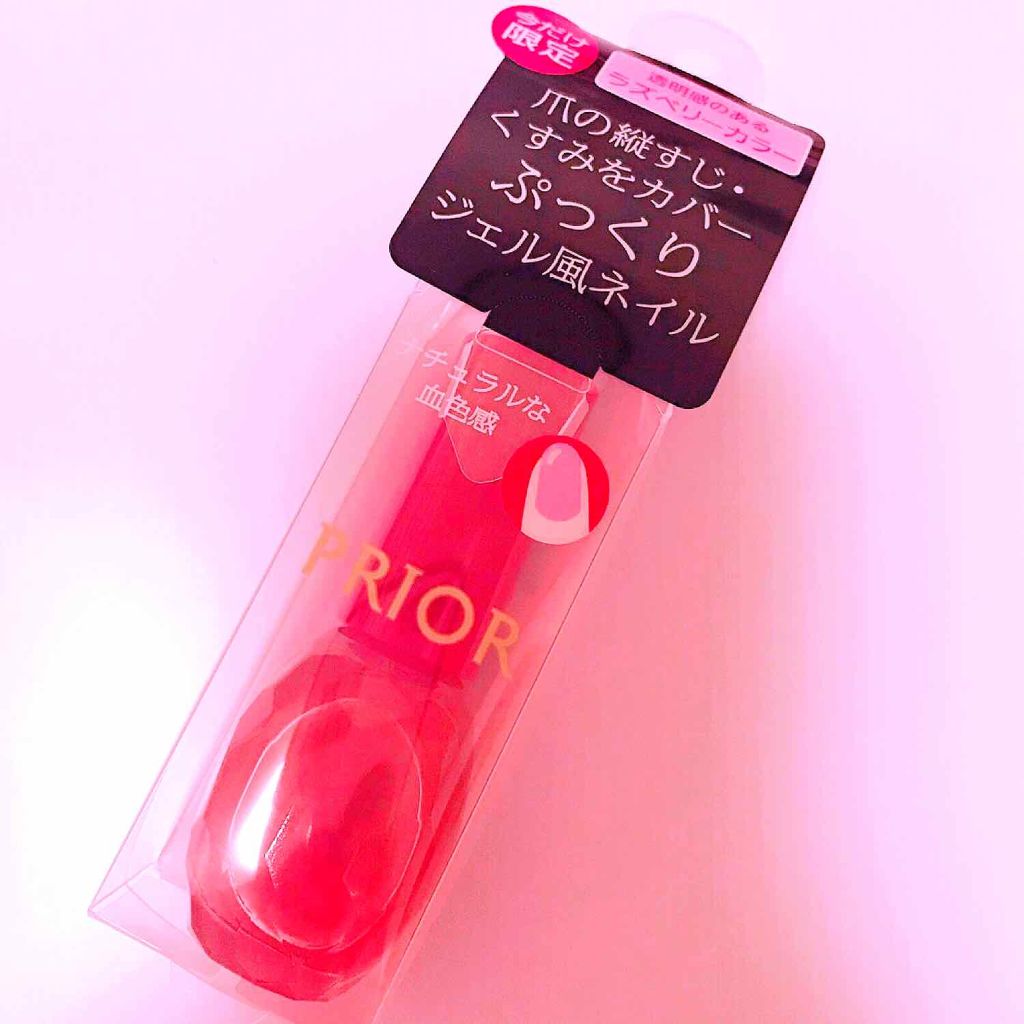 今だけ
限定
透明感のある
ラズベリーカラー
爪の縦すじ・
くすみをカバー
ぷっくり
ジェル風ネイル
ナチュラルな
血色感
PRIOR